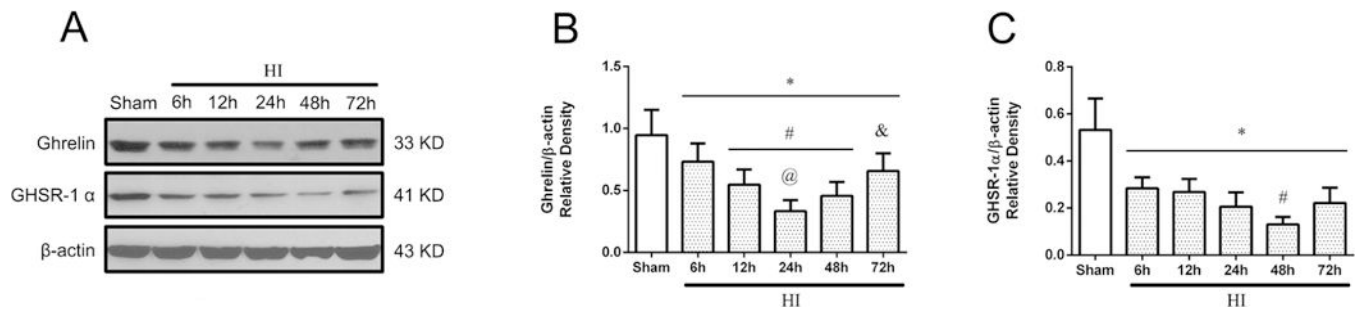 A
HI
Sham 6h 12h 24h 48h 72h
Ghrelin 33 KD
GHSR-1 α 41 KD
β-actin 43 KD
B
Ghrelin/β-actin
Relative Density
1.5
1.0
0.5
0.0
*
#
@
&
Sham 6h 12h 24h 48h 72h
HI
C
GHSR-1α/β-actin
Relative Density
0.8
0.6
0.4
0.2
0.0
*
#
Sham 6h 12h 24h 48h 72h
HI